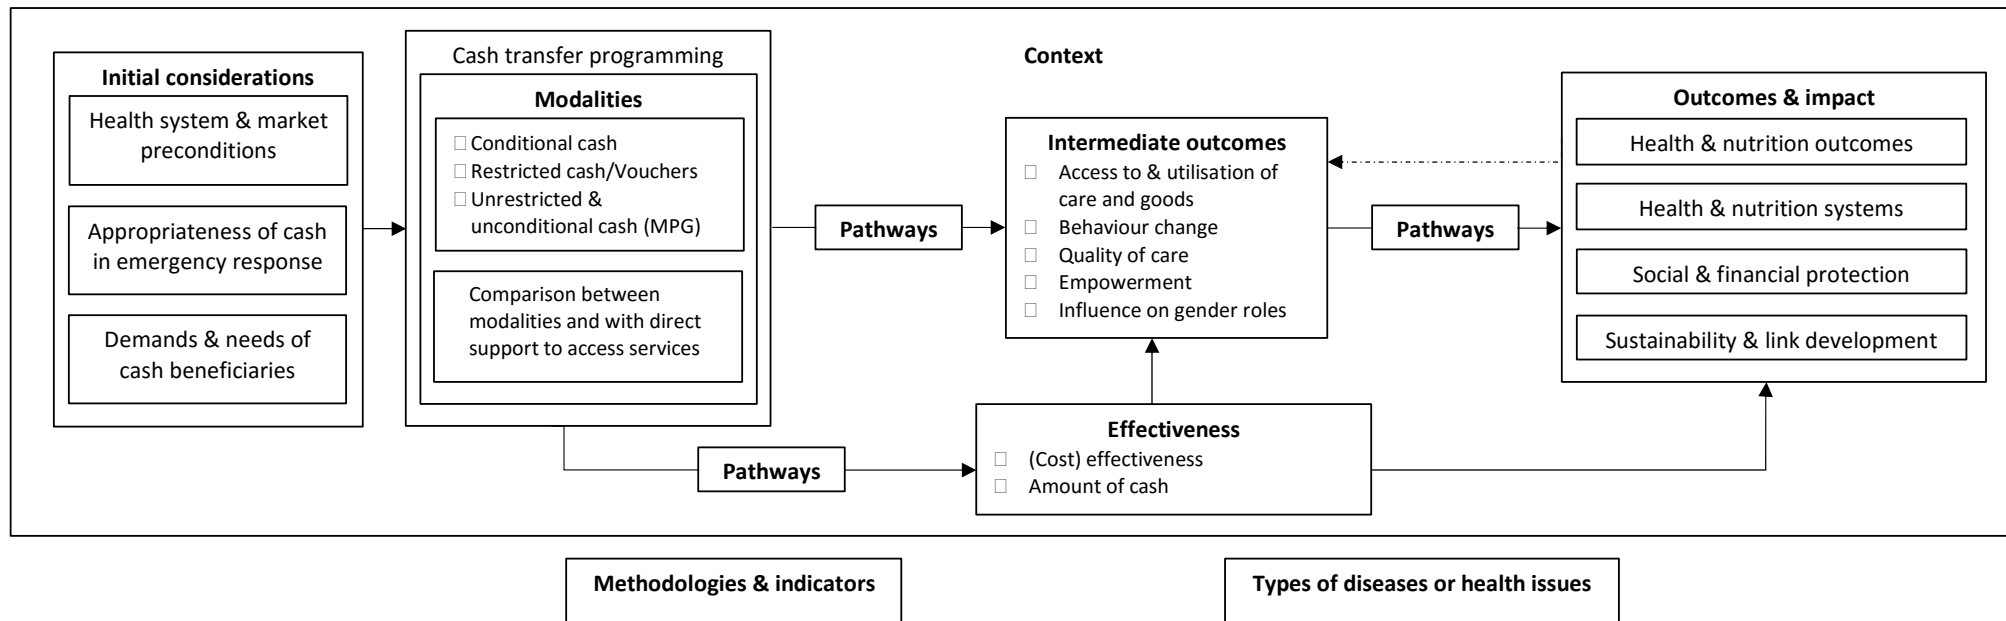 Context
Initial considerations
Health system & market
preconditions
Appropriateness of cash
in emergency response
Demands & needs of
cash beneficiaries
Cash transfer programming
Modalities
Conditional cash
Restricted cash/Vouchers
Unrestricted &
unconditional cash (MPG)
Comparison between
modalities and with direct
support to access services
Pathways
Intermediate outcomes
Access to & utilisation of
care and goods
Behaviour change
Quality of care
Empowerment
Influence on gender roles
Pathways
Outcomes & impact
Health & nutrition outcomes
Health & nutrition systems
Social & financial protection
Sustainability & link development
Pathways
Effectiveness
(Cost) effectiveness
Amount of cash
Methodologies & indicators
Types of diseases or health issues